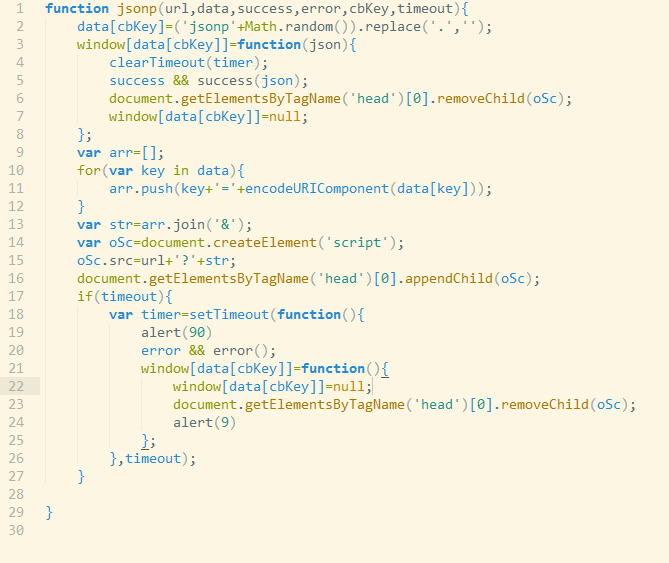 1 function jsonp(url,data,success,error,cbKey,timeout){
2     data[cbKey]=('jsonp'+Math.random()).replace('.','');
3     window[data[cbKey]]=function(json){
4         clearTimeout(timer);
5         success && success(json);
6         document.getElementsByTagName('head')[0].removeChild(oSc);
7         window[data[cbKey]]=null;
8     };
9     var arr=[];
10     for(var key in data){
11         arr.push(key+'='+encodeURIComponent(data[key]));
12     }
13     var str=arr.join('&');
14     var oSc=document.createElement('script');
15     oSc.src=url+'?'+str;
16     document.getElementsByTagName('head')[0].appendChild(oSc);
17     if(timeout){
18         var timer=setTimeout(function(){
19             alert(90)
20             error && error();
21             window[data[cbKey]]=function(){
22                 window[data[cbKey]]=null;
23                 document.getElementsByTagName('head')[0].removeChild(oSc);
24                 alert(9)
25             };
26         },timeout);
27     }
28
29 }
30